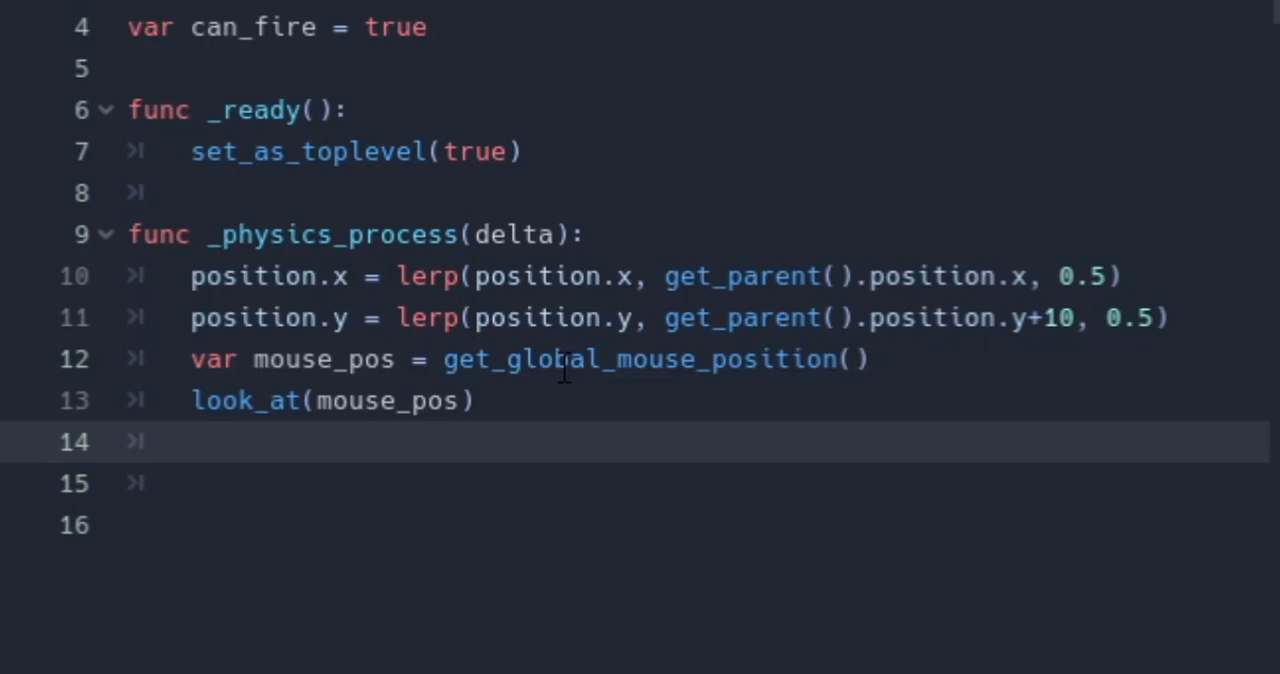 4 var can_fire = true
5
6 func _ready():
7 set_as_toplevel(true)
8
9 func _physics_process(delta):
10 position.x = lerp(position.x, get_parent().position.x, 0.5)
11 position.y = lerp(position.y, get_parent().position.y+10, 0.5)
12 var mouse_pos = get_global_mouse_position()
13 look_at(mouse_pos)
14
15
16